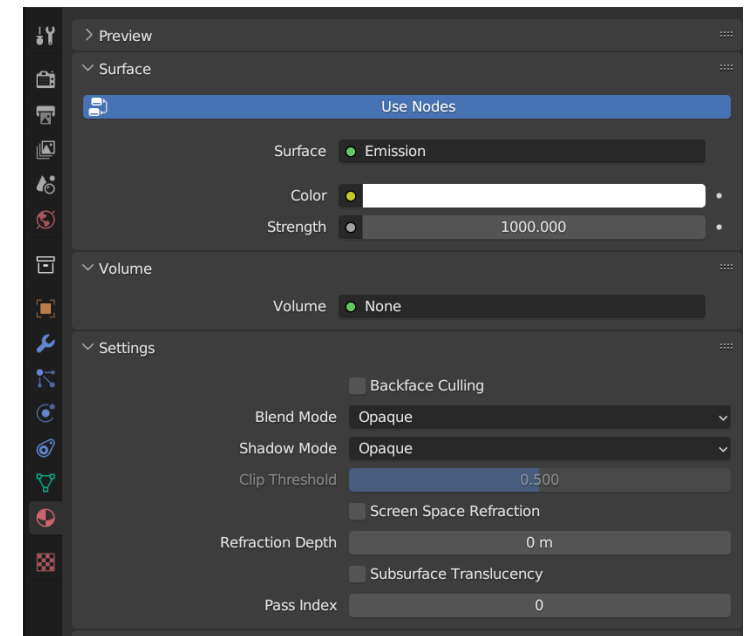 Preview
Surface
Use Nodes
Surface Emission
Color
Strength 1000.000
Volume
Volume None
Settings
Backface Culling
Blend Mode Opaque
Shadow Mode Opaque
Clip Threshold 0.500
Screen Space Refraction
Refraction Depth 0 m
Subsurface Translucency
Pass Index 0